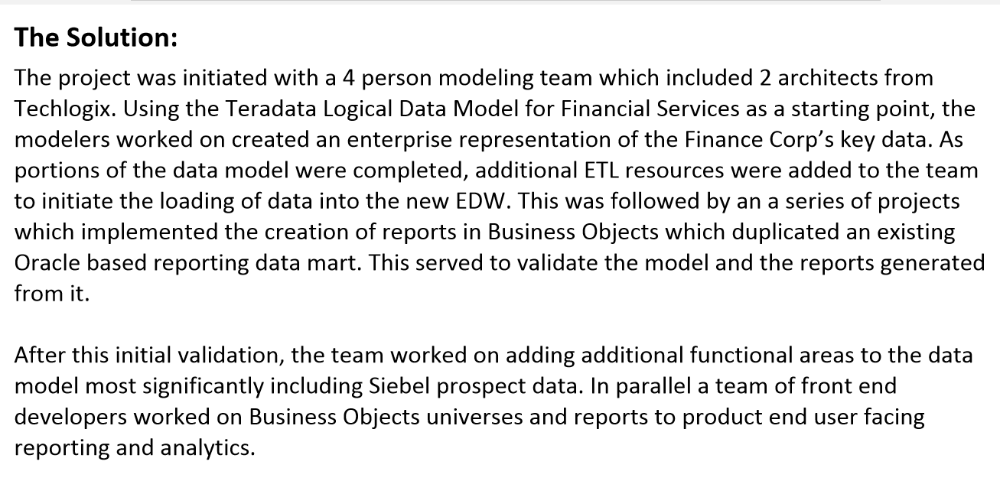 The Solution:
The project was initiated with a 4 person modeling team which included 2 architects from
Techlogix. Using the Teradata Logical Data Model for Financial Services as a starting point, the
modelers worked on created an enterprise representation of the Finance Corp’s key data. As
portions of the data model were completed, additional ETL resources were added to the team
to initiate the loading of data into the new EDW. This was followed by an a series of projects
which implemented the creation of reports in Business Objects which duplicated an existing
Oracle based reporting data mart. This served to validate the model and the reports generated
from it.
After this initial validation, the team worked on adding additional functional areas to the data
model most significantly including Siebel prospect data. In parallel a team of front end
developers worked on Business Objects universes and reports to product end user facing
reporting and analytics.